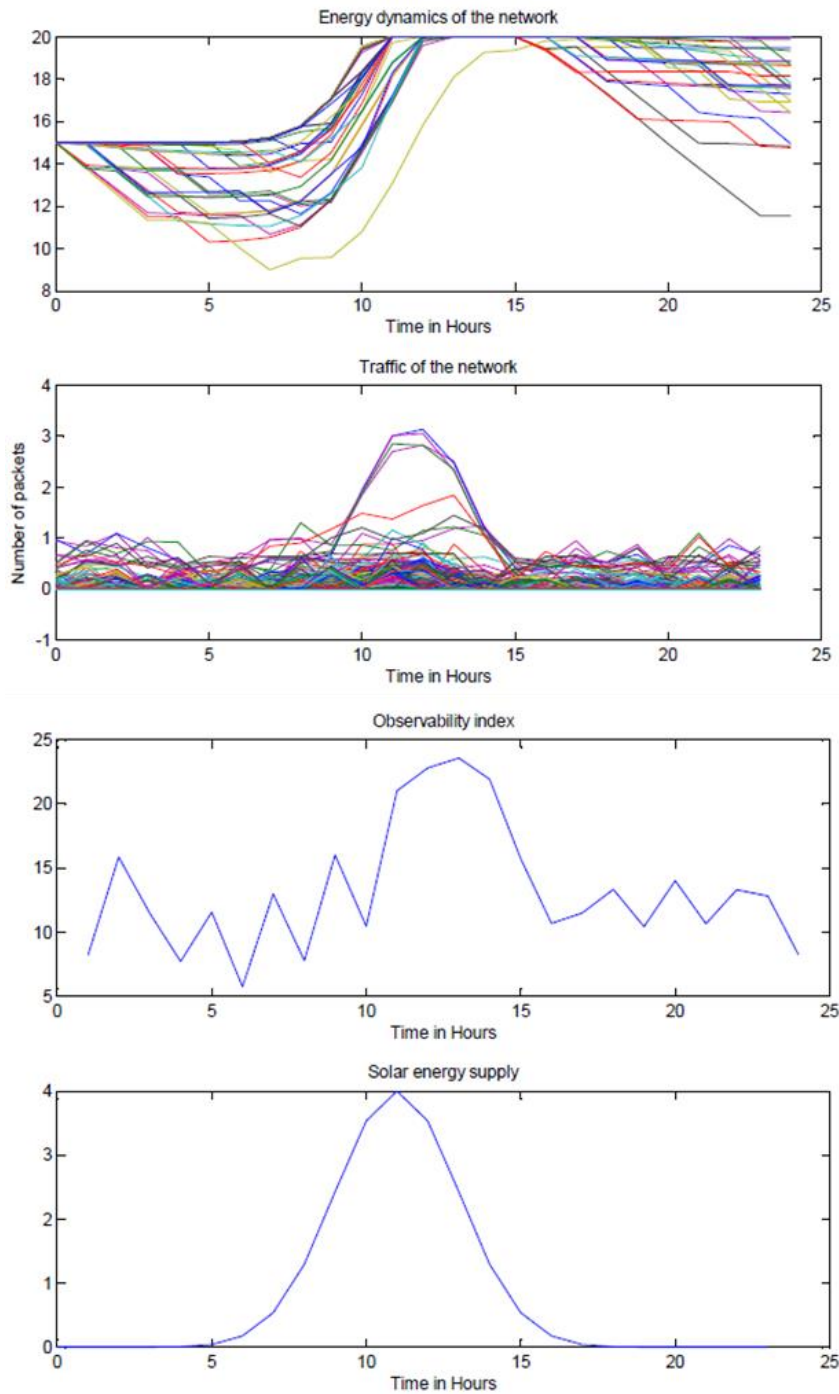 Energy dynamics of the network
20
18
16
14
12
10
8
0 5 10 15 20 25
Time in Hours
Traffic of the network
Number of packets
4
3
2
1
0
-1
0 5 10 15 20 25
Time in Hours
Observability index
25
20
15
10
5
0 5 10 15 20 25
Time in Hours
Solar energy supply
4
3
2
1
0
0 5 10 15 20 25
Time in Hours